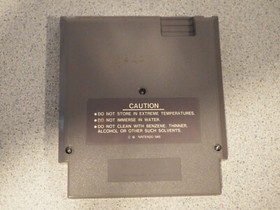 CAUTION
●DO NOT STORE IN EXTREME TEMPERATURES.
●DO NOT IMMERSE IN WATER.
●DO NOT CLEAN WITH BENZENE, THINNER,
ALCOHOL OR OTHER SUCH SOLVENTS.
NINTENDO